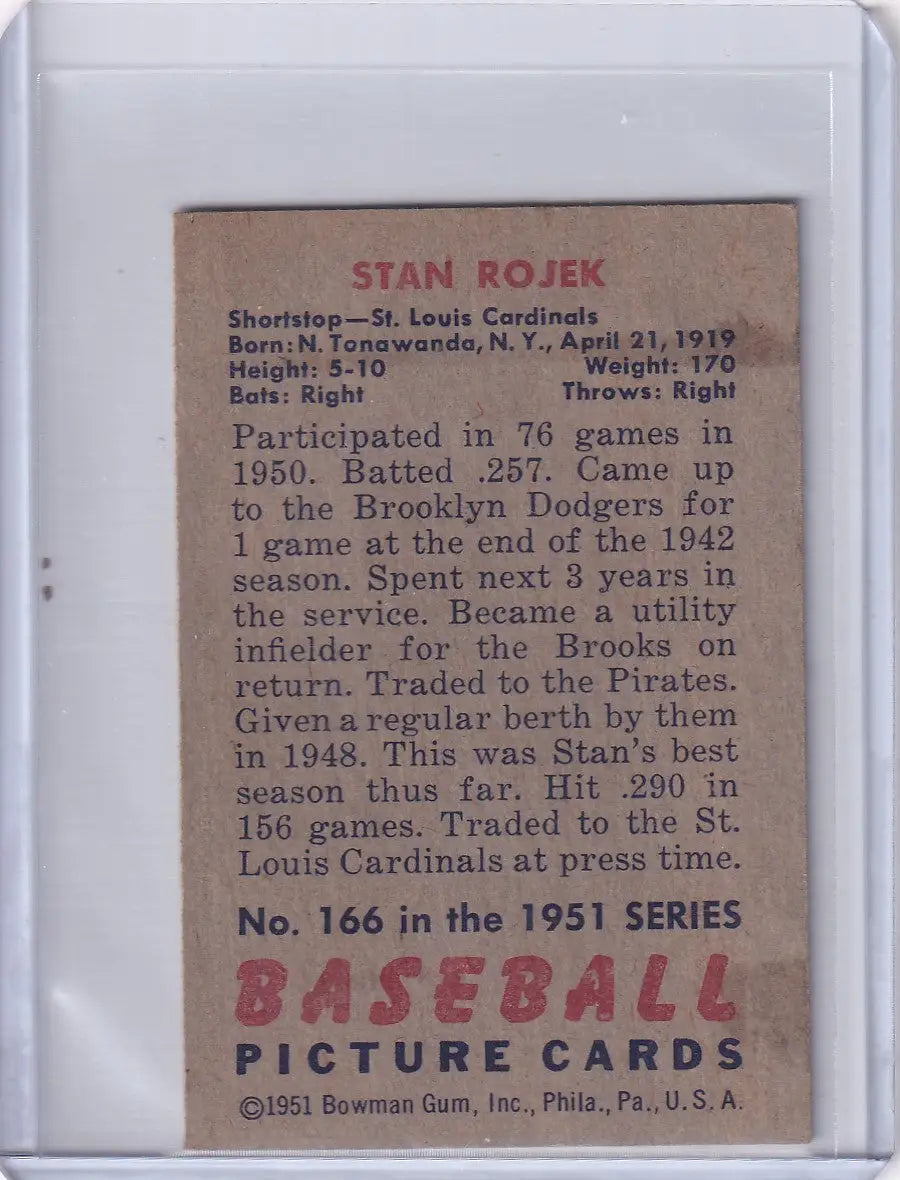 STAN ROJEK
Shortstop—St. Louis Cardinals
Born: N. Tonawanda, N. Y., April 21, 1919
Height: 5-10 Weight: 170
Bats: Right Throws: Right
Participated in 76 games in
1950. Batted .257. Came up
to the Brooklyn Dodgers for
1 game at the end of the 1942
season. Spent next 3 years in
the service. Became a utility
infielder for the Brooks on
return. Traded to the Pirates.
Given a regular berth by them
in 1948. This was Stan's best
season thus far. Hit .290 in
156 games. Traded to the St.
Louis Cardinals at press time.
No. 166 in the 1951 SERIES
BASEBALL
PICTURE CARDS
©1951 Bowman Gum, Inc., Phila., Pa., U. S. A.